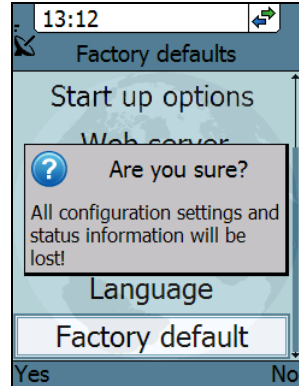 13:12
Factory defaults
Start up options
Web server
Are you sure?
All configuration settings and
status information will be
lost!
Language
Factory default
Yes
No